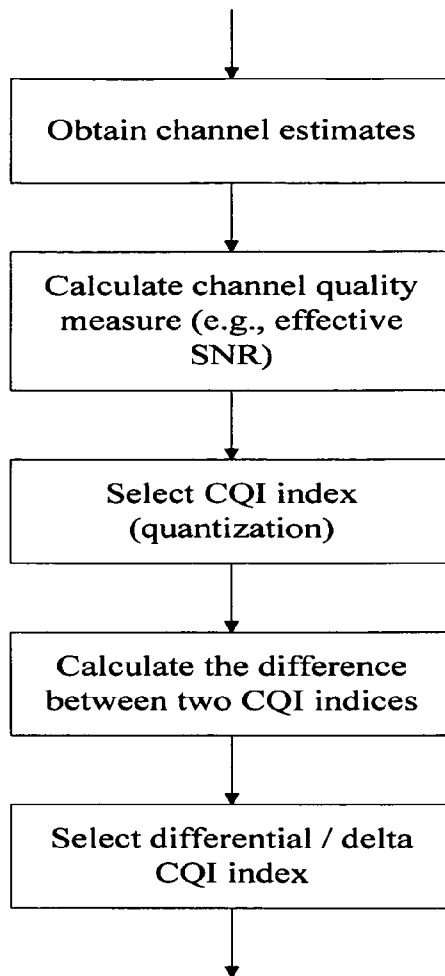 Obtain channel estimates
Calculate channel quality
measure (e.g., effective
SNR)
Select CQI index
(quantization)
Calculate the difference
between two CQI indices
Select differential / delta
CQI index